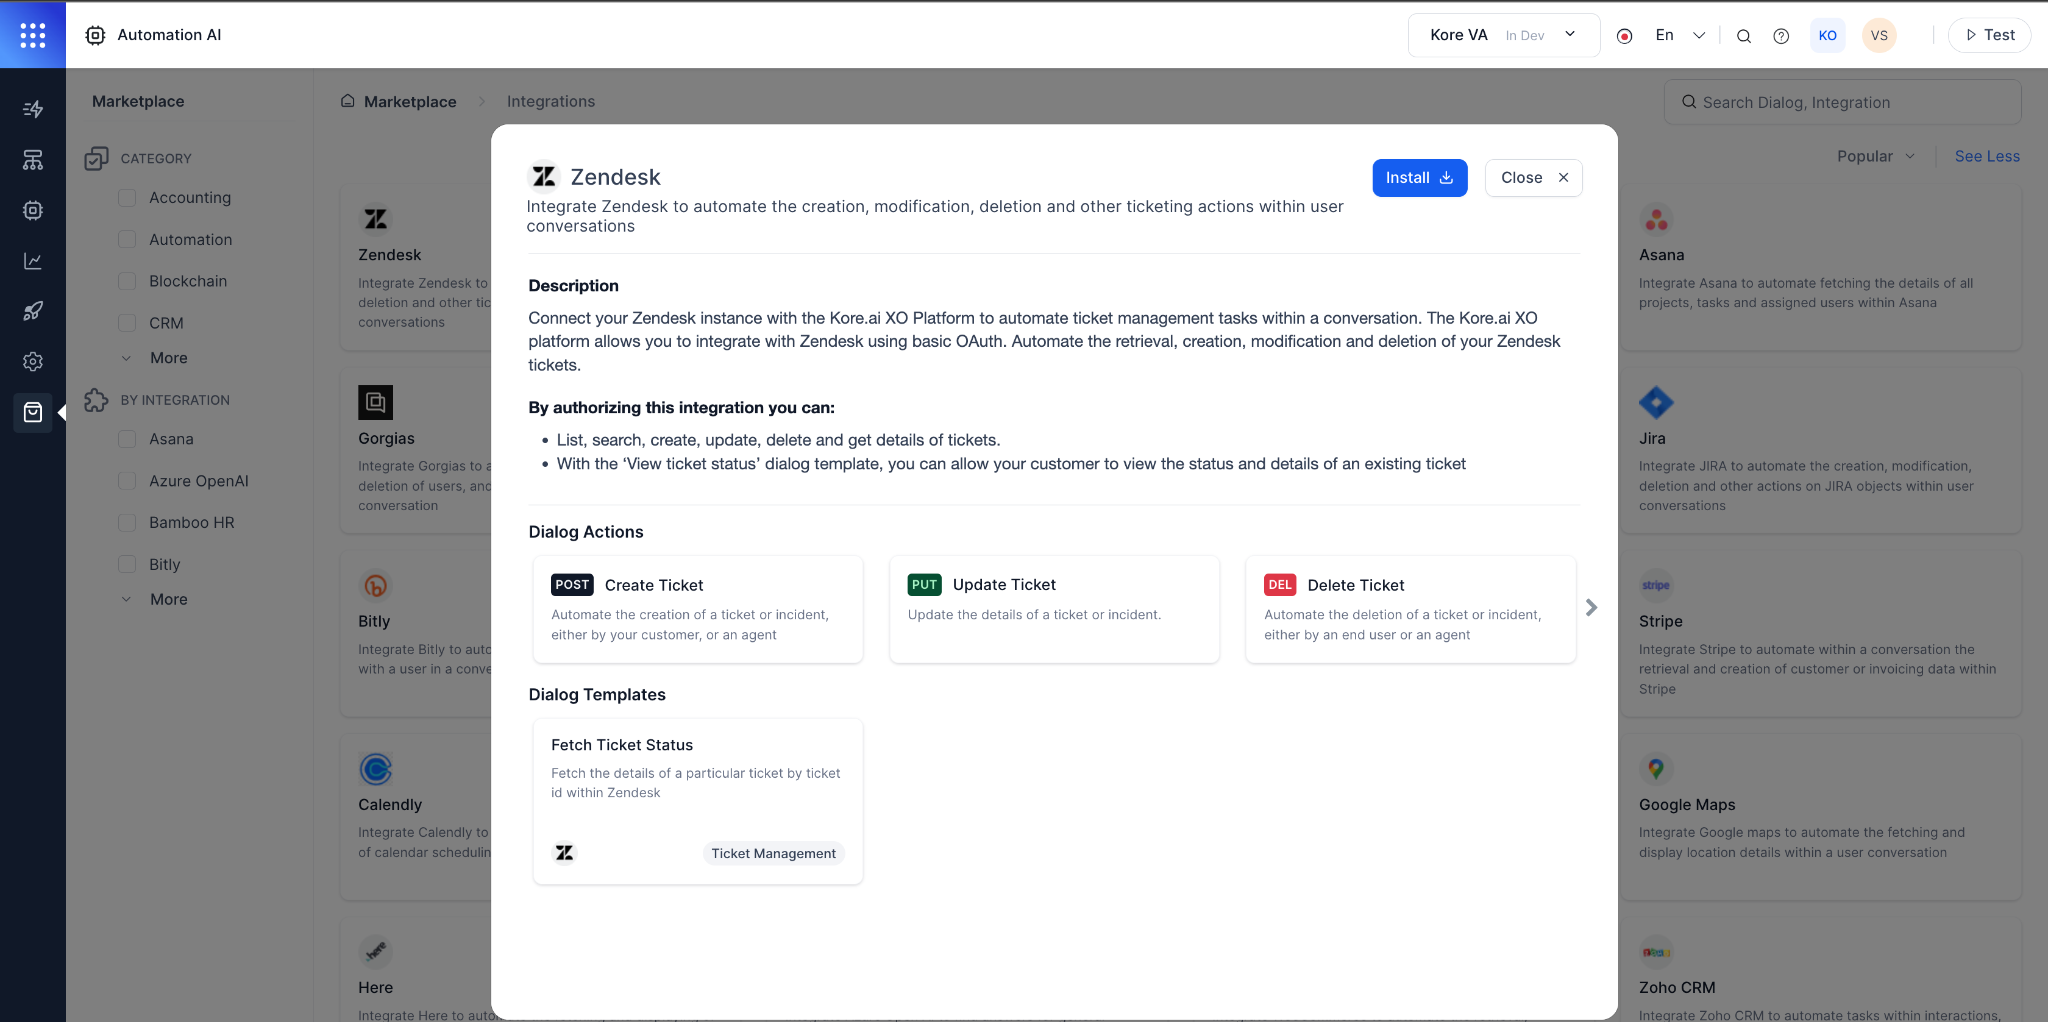 Automation AI
Kore VA In Dev
En
KO
VS
Test
Marketplace
Marketplace
Integrations
Search Dialog, Integration
Popular
See Less
CATEGORY
Accounting
Automation
Blockchain
CRM
More
BY INTEGRATION
Asana
Azure OpenAI
Bamboo HR
Bitly
More
Zendesk
Integrate Zendesk to
deletion and other tic
conversations
Gorgias
Integrate Gorgias to a
deletion of users, and
conversation
Bitly
Integrate Bitly to auto
with a user in a conve
Calendly
Integrate Calendly to
of calendar schedulin
Here
Integrate Here to
Zendesk
Install
Close
Integrate Zendesk to automate the creation, modification, deletion and other ticketing actions within user
conversations
Description
Connect your Zendesk instance with the Kore.ai XO Platform to automate ticket management tasks within a conversation. The Kore.ai XO
platform allows you to integrate with Zendesk using basic OAuth. Automate the retrieval, creation, modification and deletion of your Zendesk
tickets.
By authorizing this integration you can:
• List, search, create, update, delete and get details of tickets.
• With the ‘View ticket status’ dialog template, you can allow your customer to view the status and details of an existing ticket
Dialog Actions
POST Create Ticket
Automate the creation of a ticket or incident,
either by your customer, or an agent
PUT Update Ticket
Update the details of a ticket or incident.
DEL Delete Ticket
Automate the deletion of a ticket or incident,
either by an end user or an agent
Dialog Templates
Fetch Ticket Status
Fetch the details of a particular ticket by ticket
id within Zendesk
Ticket Management
Asana
Integrate Asana to automate fetching the details of all
projects, tasks and assigned users within Asana
Jira
Integrate JIRA to automate the creation, modification,
deletion and other actions on JIRA objects within user
conversations
stripe
Stripe
Integrate Stripe to automate within a conversation the
retrieval and creation of customer or invoicing data within
Stripe
Google Maps
Integrate Google maps to automate the fetching and
display location details within a user conversation
Zoho CRM
Integrate Zoho CRM to automate tasks within interactions,